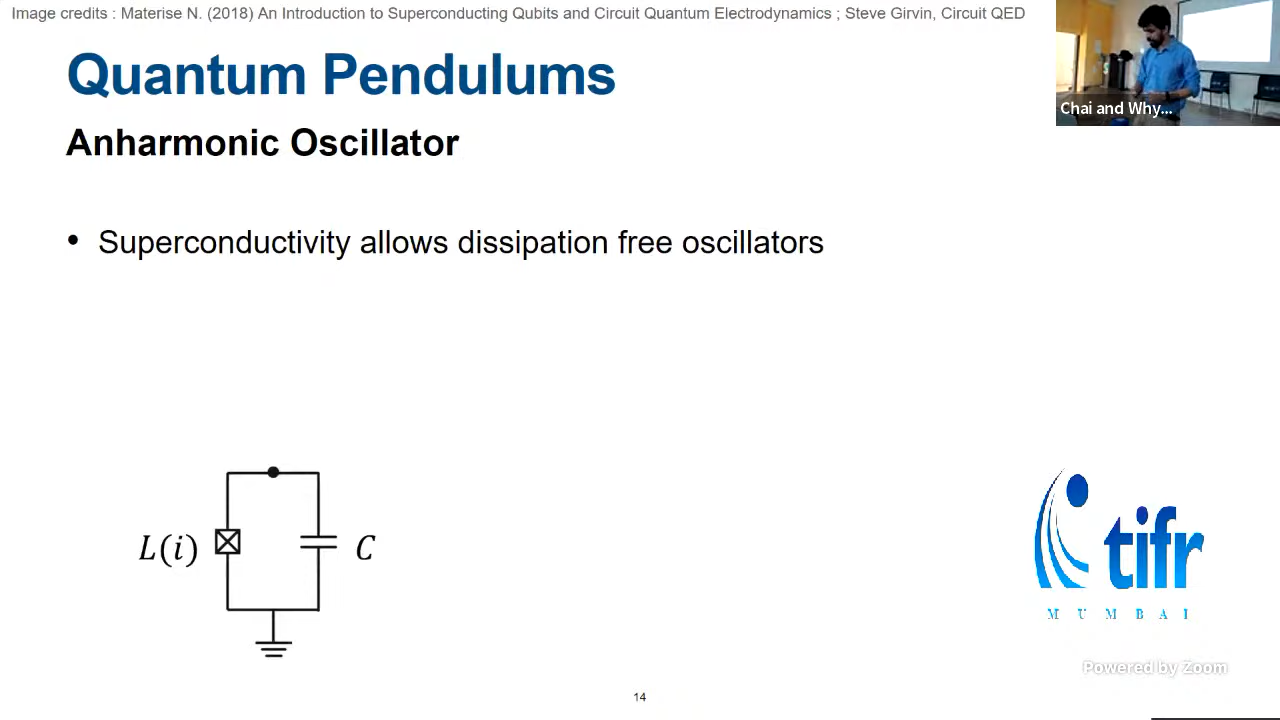 Image credits : Materise N. (2018) An Introduction to Superconducting Qubits and Circuit Quantum Electrodynamics ; Steve Girvin, Circuit QED
Chai and Why...
Quantum Pendulums
Anharmonic Oscillator
• Superconductivity allows dissipation free oscillators
L(i)
C
tifr
MUMBAI
Powered by Zoom
14